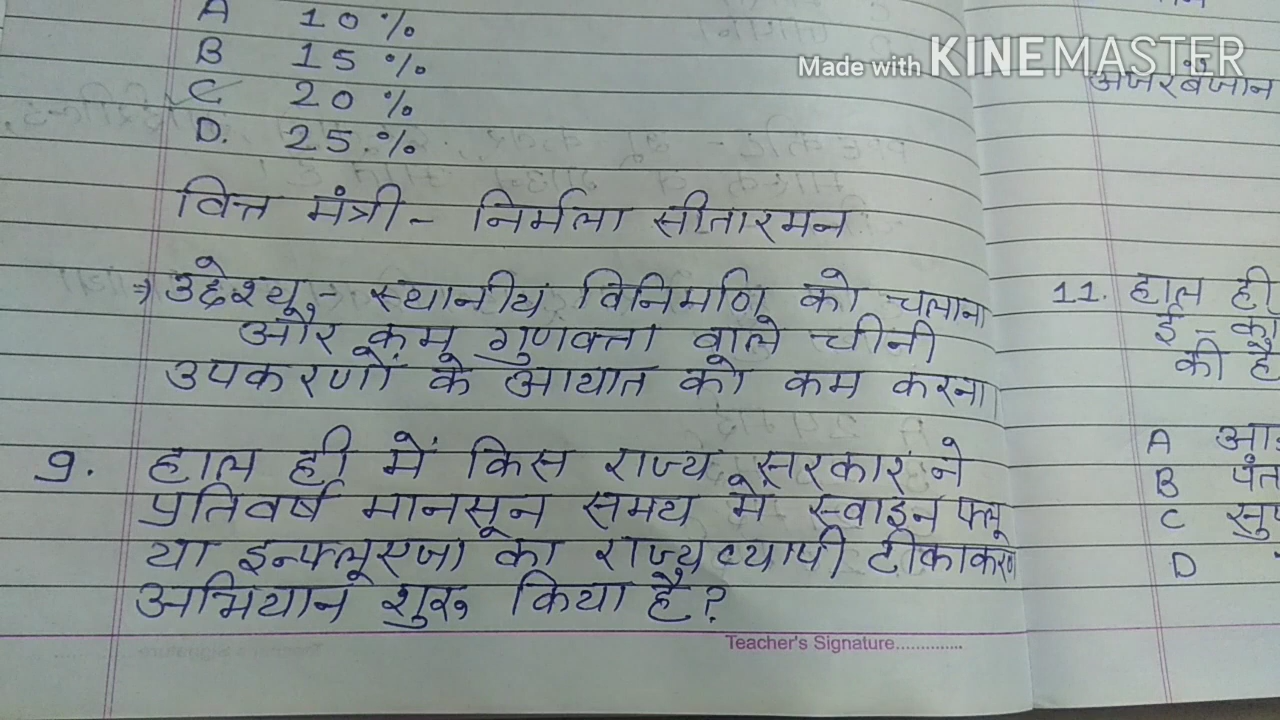 A 10%
B 15%
C 20%
D. 25%
वित्त मंत्री - निर्मला सीतारमन
→ उद्देश्य - स्थानीय विनिर्माण को चलाना
और कम गुणवत्ता वाले चीनी
उपकरणों के आयात को कम करना
9. हाल ही में किस राज्य सरकार ने
प्रतिवर्ष मानसून समय में स्वाइन फ्लू
या इन्फ्लूएंजा का राज्य व्यापी टीकाकरण
अभियान शुरू किया है?
Teacher's Signature..............
Made with KINEMASTER
अजरबैजान
11. हाल ही
ई - कॉ
की है
A
B
C
D